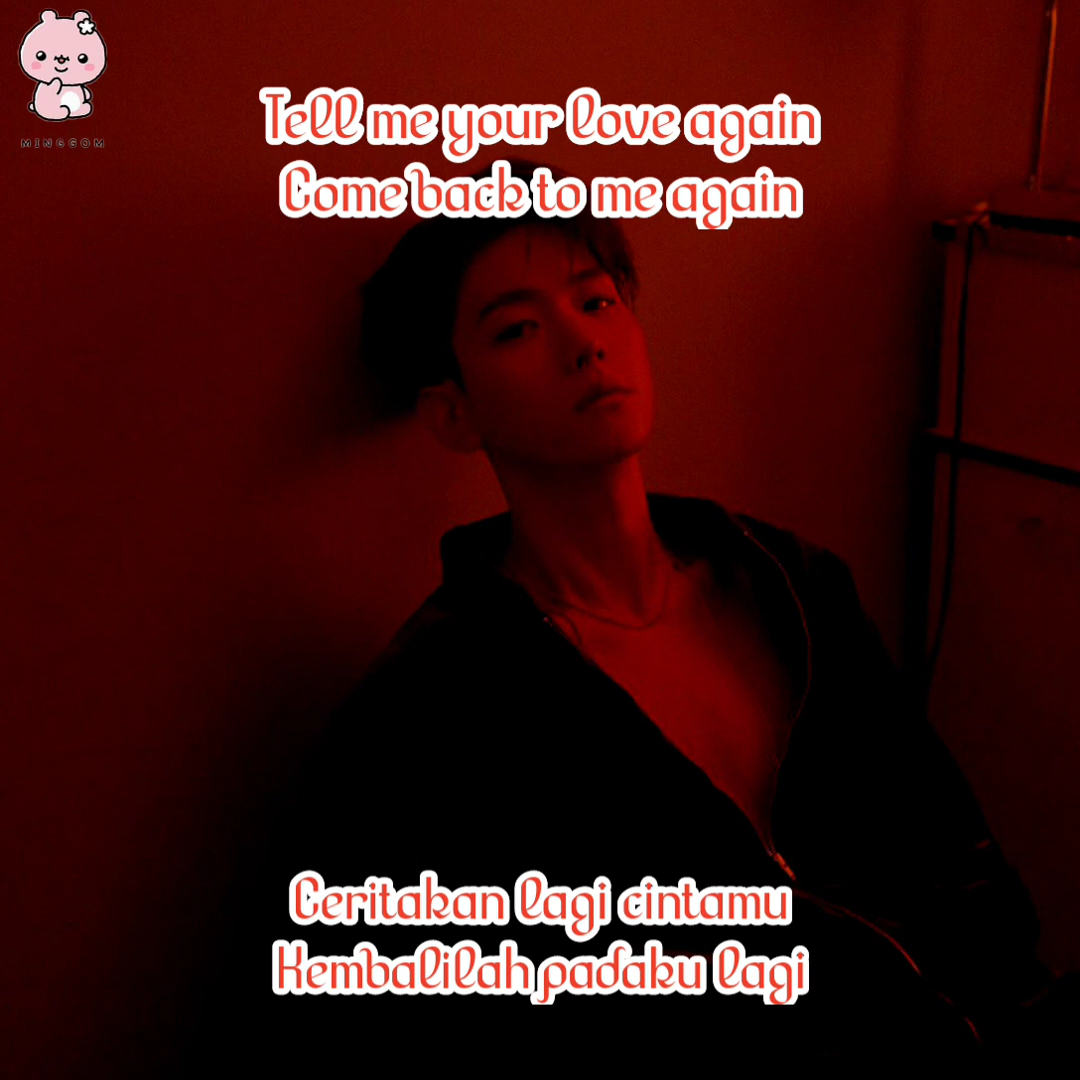 MINGGOM
Tell me your love again
Come back to me again
Ceritakan lagi cintamu
Kembalilah padaku lagi